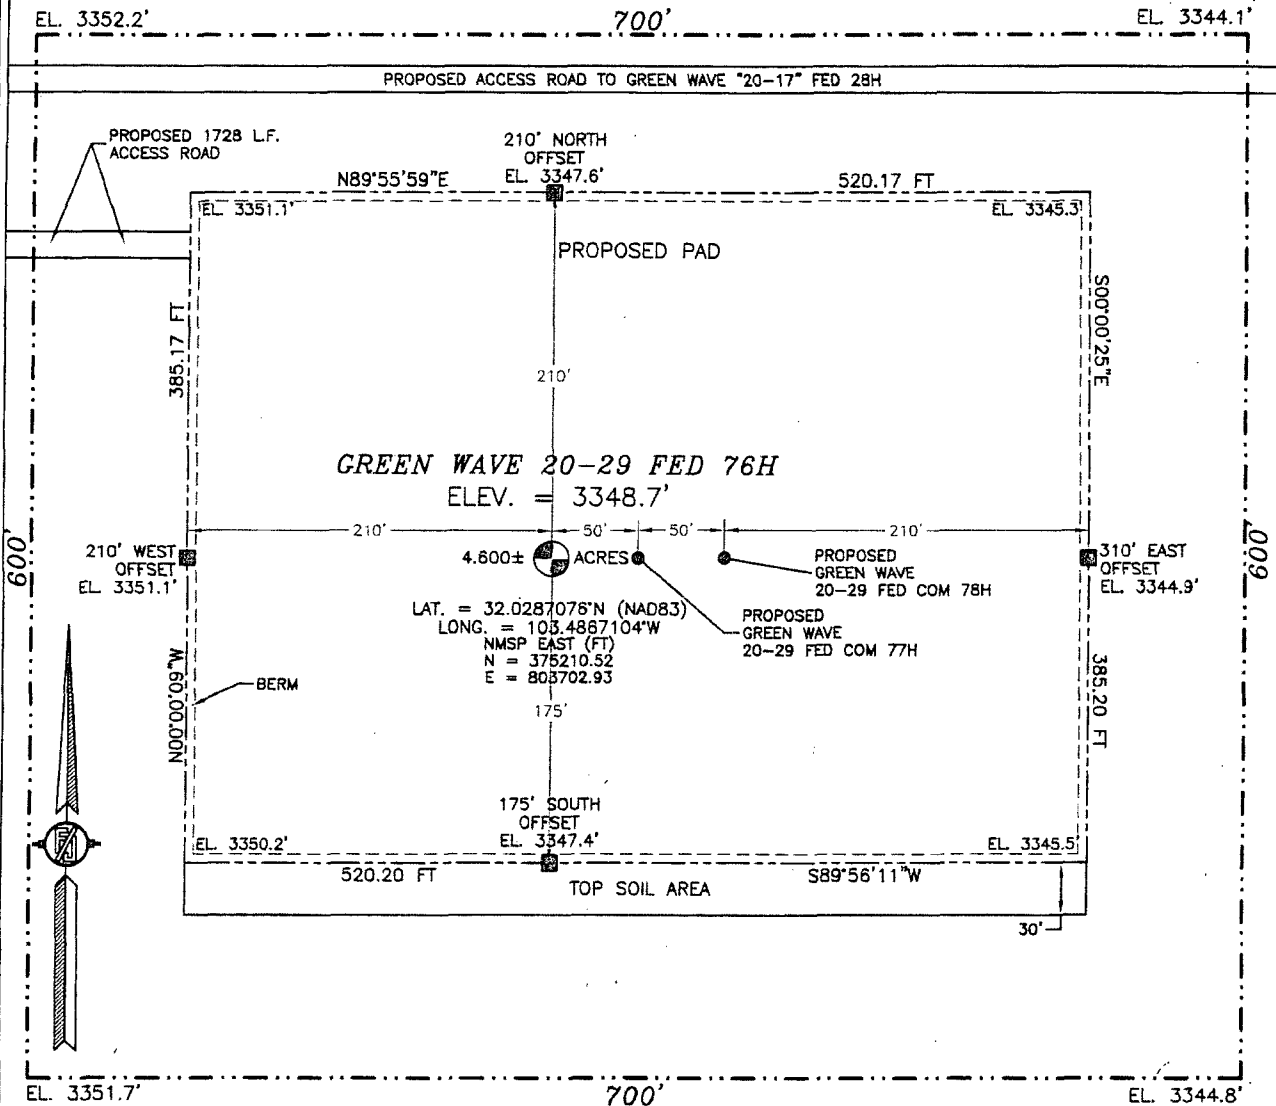 EL. 3352.2'
700'
EL. 3344.1'
PROPOSED ACCESS ROAD TO GREEN WAVE "20-17" FED 28H
PROPOSED 1728 L.F.
ACCESS ROAD
210' NORTH
OFFSET
EL. 3347.6'
N89°55'59"E
520.17 FT
EL. 3351.1'
EL. 3345.3'
PROPOSED PAD
385.17 FT
S00°00'25"E
210'
GREEN WAVE 20-29 FED 76H
ELEV. = 3348.7'
210'
50'
50'
210'
600'
210' WEST
OFFSET
EL. 3351.1'
4.600± ACRES
PROPOSED
GREEN WAVE
20-29 FED COM 78H
310' EAST
OFFSET
EL. 3344.9'
600'
LAT. = 32.0287076°N (NAD83)
LONG. = 103.4867104°W
NMSP EAST (FT)
N = 375210.52
E = 803702.93
PROPOSED
GREEN WAVE
20-29 FED COM 77H
N00°00'09"W
BERM
175'
385.20 FT
175' SOUTH
OFFSET
EL. 3347.4'
EL. 3350.2'
EL. 3345.5'
520.20 FT
TOP SOIL AREA
S89°56'11"W
30'
EL. 3351.7'
700'
EL. 3344.8'